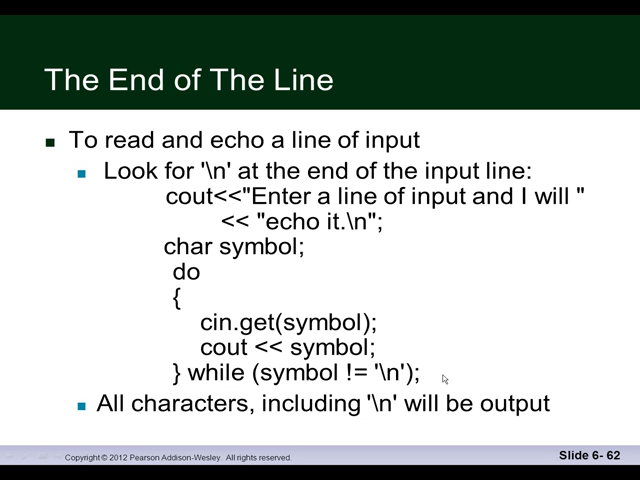 The End of The Line
To read and echo a line of input
Look for '\n' at the end of the input line:
cout<<"Enter a line of input and I will "
<< "echo it.\n";
char symbol;
do
{
cin.get(symbol);
cout << symbol;
} while (symbol != '\n');
All characters, including '\n' will be output
Copyright © 2012 Pearson Addison-Wesley. All rights reserved.
Slide 6- 62